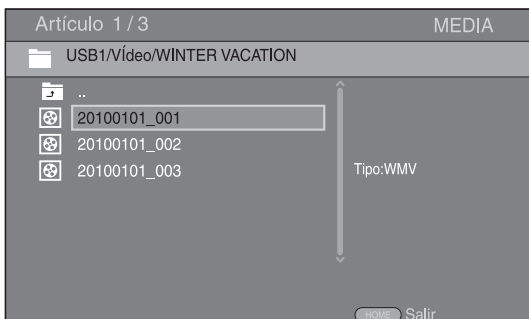 Artículo 1/3 MEDIA
USB1/Vídeo/WINTER VACATION
..
20100101_001
20100101_002
20100101_003
Tipo:WMV
HOME Salir